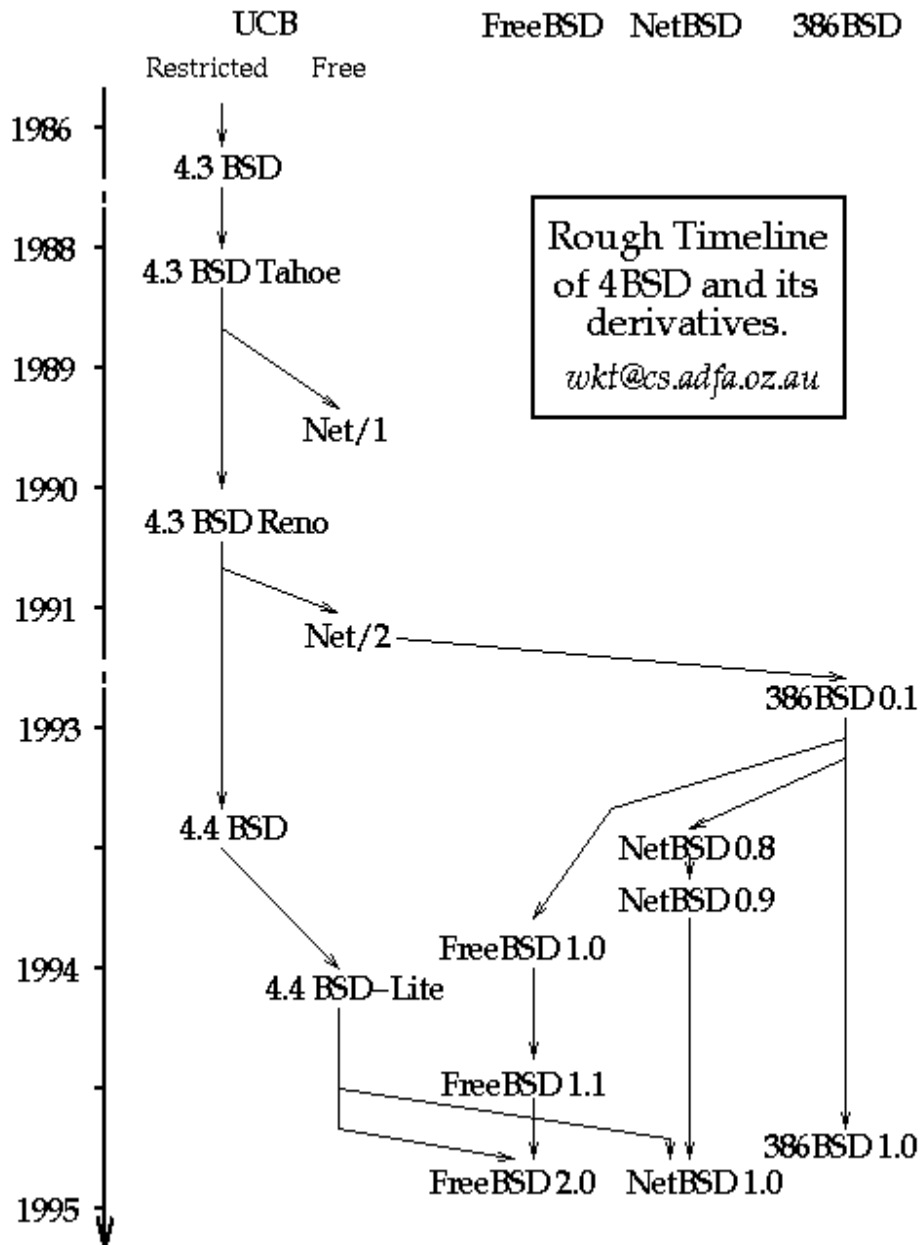 UCB FreeBSD NetBSD 386BSD
Restricted Free
1986
4.3 BSD
1988
4.3 BSD Tahoe
Rough Timeline
of 4BSD and its
derivatives.
wkt@cs.adfa.oz.au
1989
Net/1
1990
4.3 BSD Reno
1991
Net/2
386BSD 0.1
1993
4.4 BSD
NetBSD 0.8
NetBSD 0.9
FreeBSD 1.0
1994
4.4 BSD–Lite
FreeBSD 1.1
386BSD 1.0
FreeBSD 2.0 NetBSD 1.0
1995